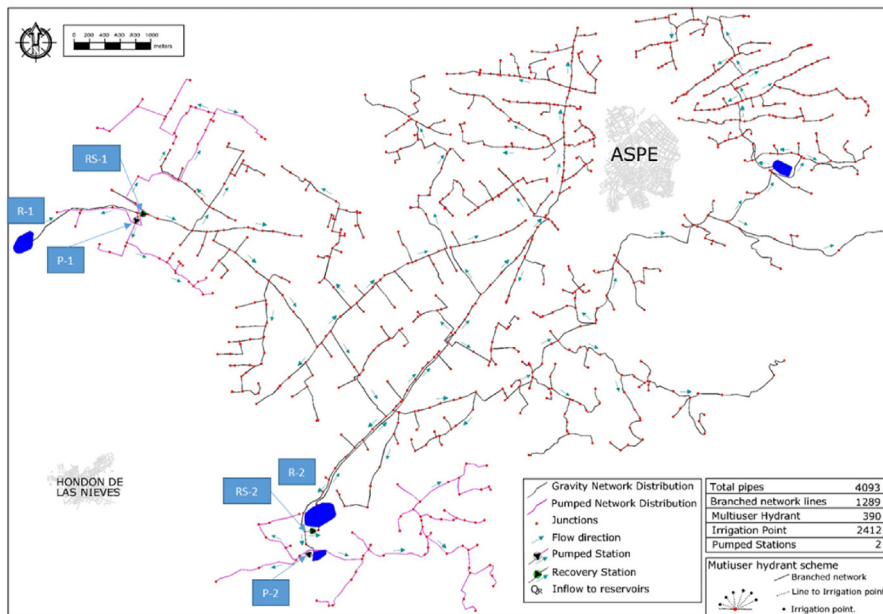 0 200 400 600 800 1000
meters
ASPE
RS-1
R-1
P-1
HONDON DE
LAS NIEVES
R-2
RS-2
P-2
Gravity Network Distribution
Pumped Network Distribution
Junctions
Flow direction
Pumped Station
Recovery Station
QR Inflow to reservoirs
Total pipes 4093
Branched network lines 1289
Multiuser Hydrant 390
Irrigation Point 2412
Pumped Stations 2
Mutiuser hydrant scheme
Branched network
Line to Irrigation point
Irrigation point.